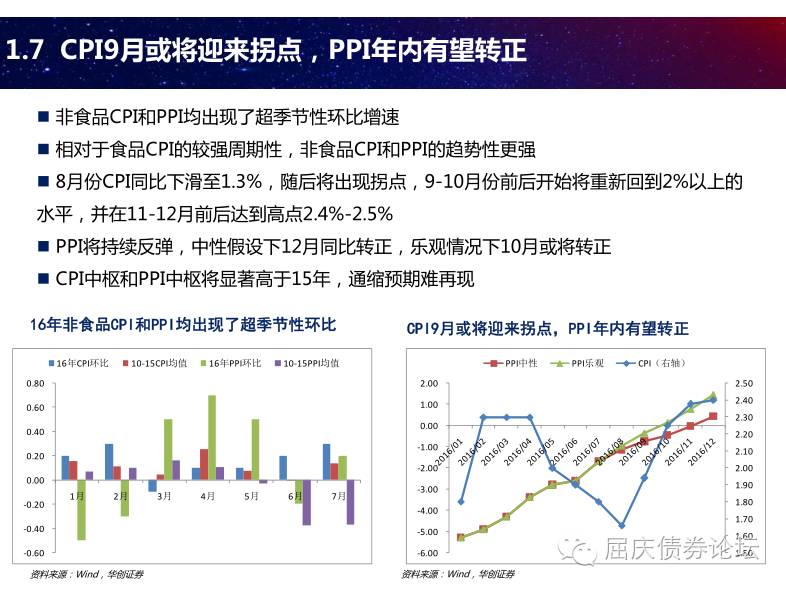 1.7 CPI9月或将迎来拐点，PPI年内有望转正
■ 非食品CPI和PPI均出现了超季节性环比增速
■ 相对于食品CPI的较强周期性，非食品CPI和PPI的趋势性更强
■ 8月份CPI同比下滑至1.3%，随后将出现拐点，9-10月份前后开始将重新回到2%以上的
水平，并在11-12月前后达到高点2.4%-2.5%
■ PPI将持续反弹，中性假设下12月同比转正，乐观情况下10月或将转正
■ CPI中枢和PPI中枢将显著高于15年，通缩预期难再现
16年非食品CPI和PPI均出现了超季节性环比
16年CPI环比 10-15CPI均值 16年PPI环比 10-15PPI均值
0.80
0.60
0.40
0.20
0.00
-0.20
-0.40
-0.60
1月 2月 3月 4月 5月 6月 7月
资料来源：Wind，华创证券
CPI9月或将迎来拐点，PPI年内有望转正
PPI中性 PPI乐观 CPI（右轴）
2.00
1.00
0.00
-1.00
-2.00
-3.00
-4.00
-5.00
-6.00
2016/01 2016/02 2016/03 2016/04 2016/05 2016/06 2016/07 2016/08 2016/09 2016/10 2016/11 2016/12
2.50
2.40
2.30
2.20
2.10
2.00
1.90
1.80
1.70
1.60
1.50
屈庆债券论坛
资料来源：Wind，华创证券